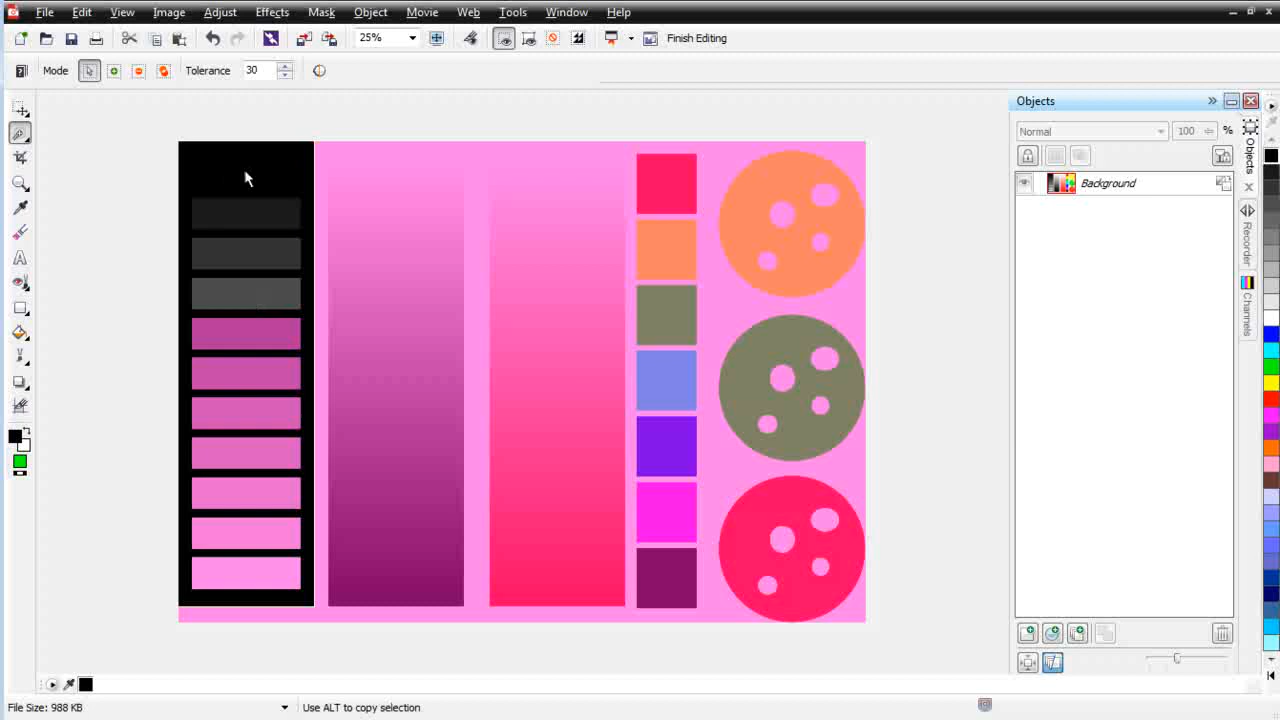 File Edit View Image Adjust Effects Mask Object Movie Web Tools Window Help
25% Finish Editing
Mode Tolerance 30
Objects
Normal 100 %
Background
Objects
Recorder
Channels
File Size: 988 KB Use ALT to copy selection